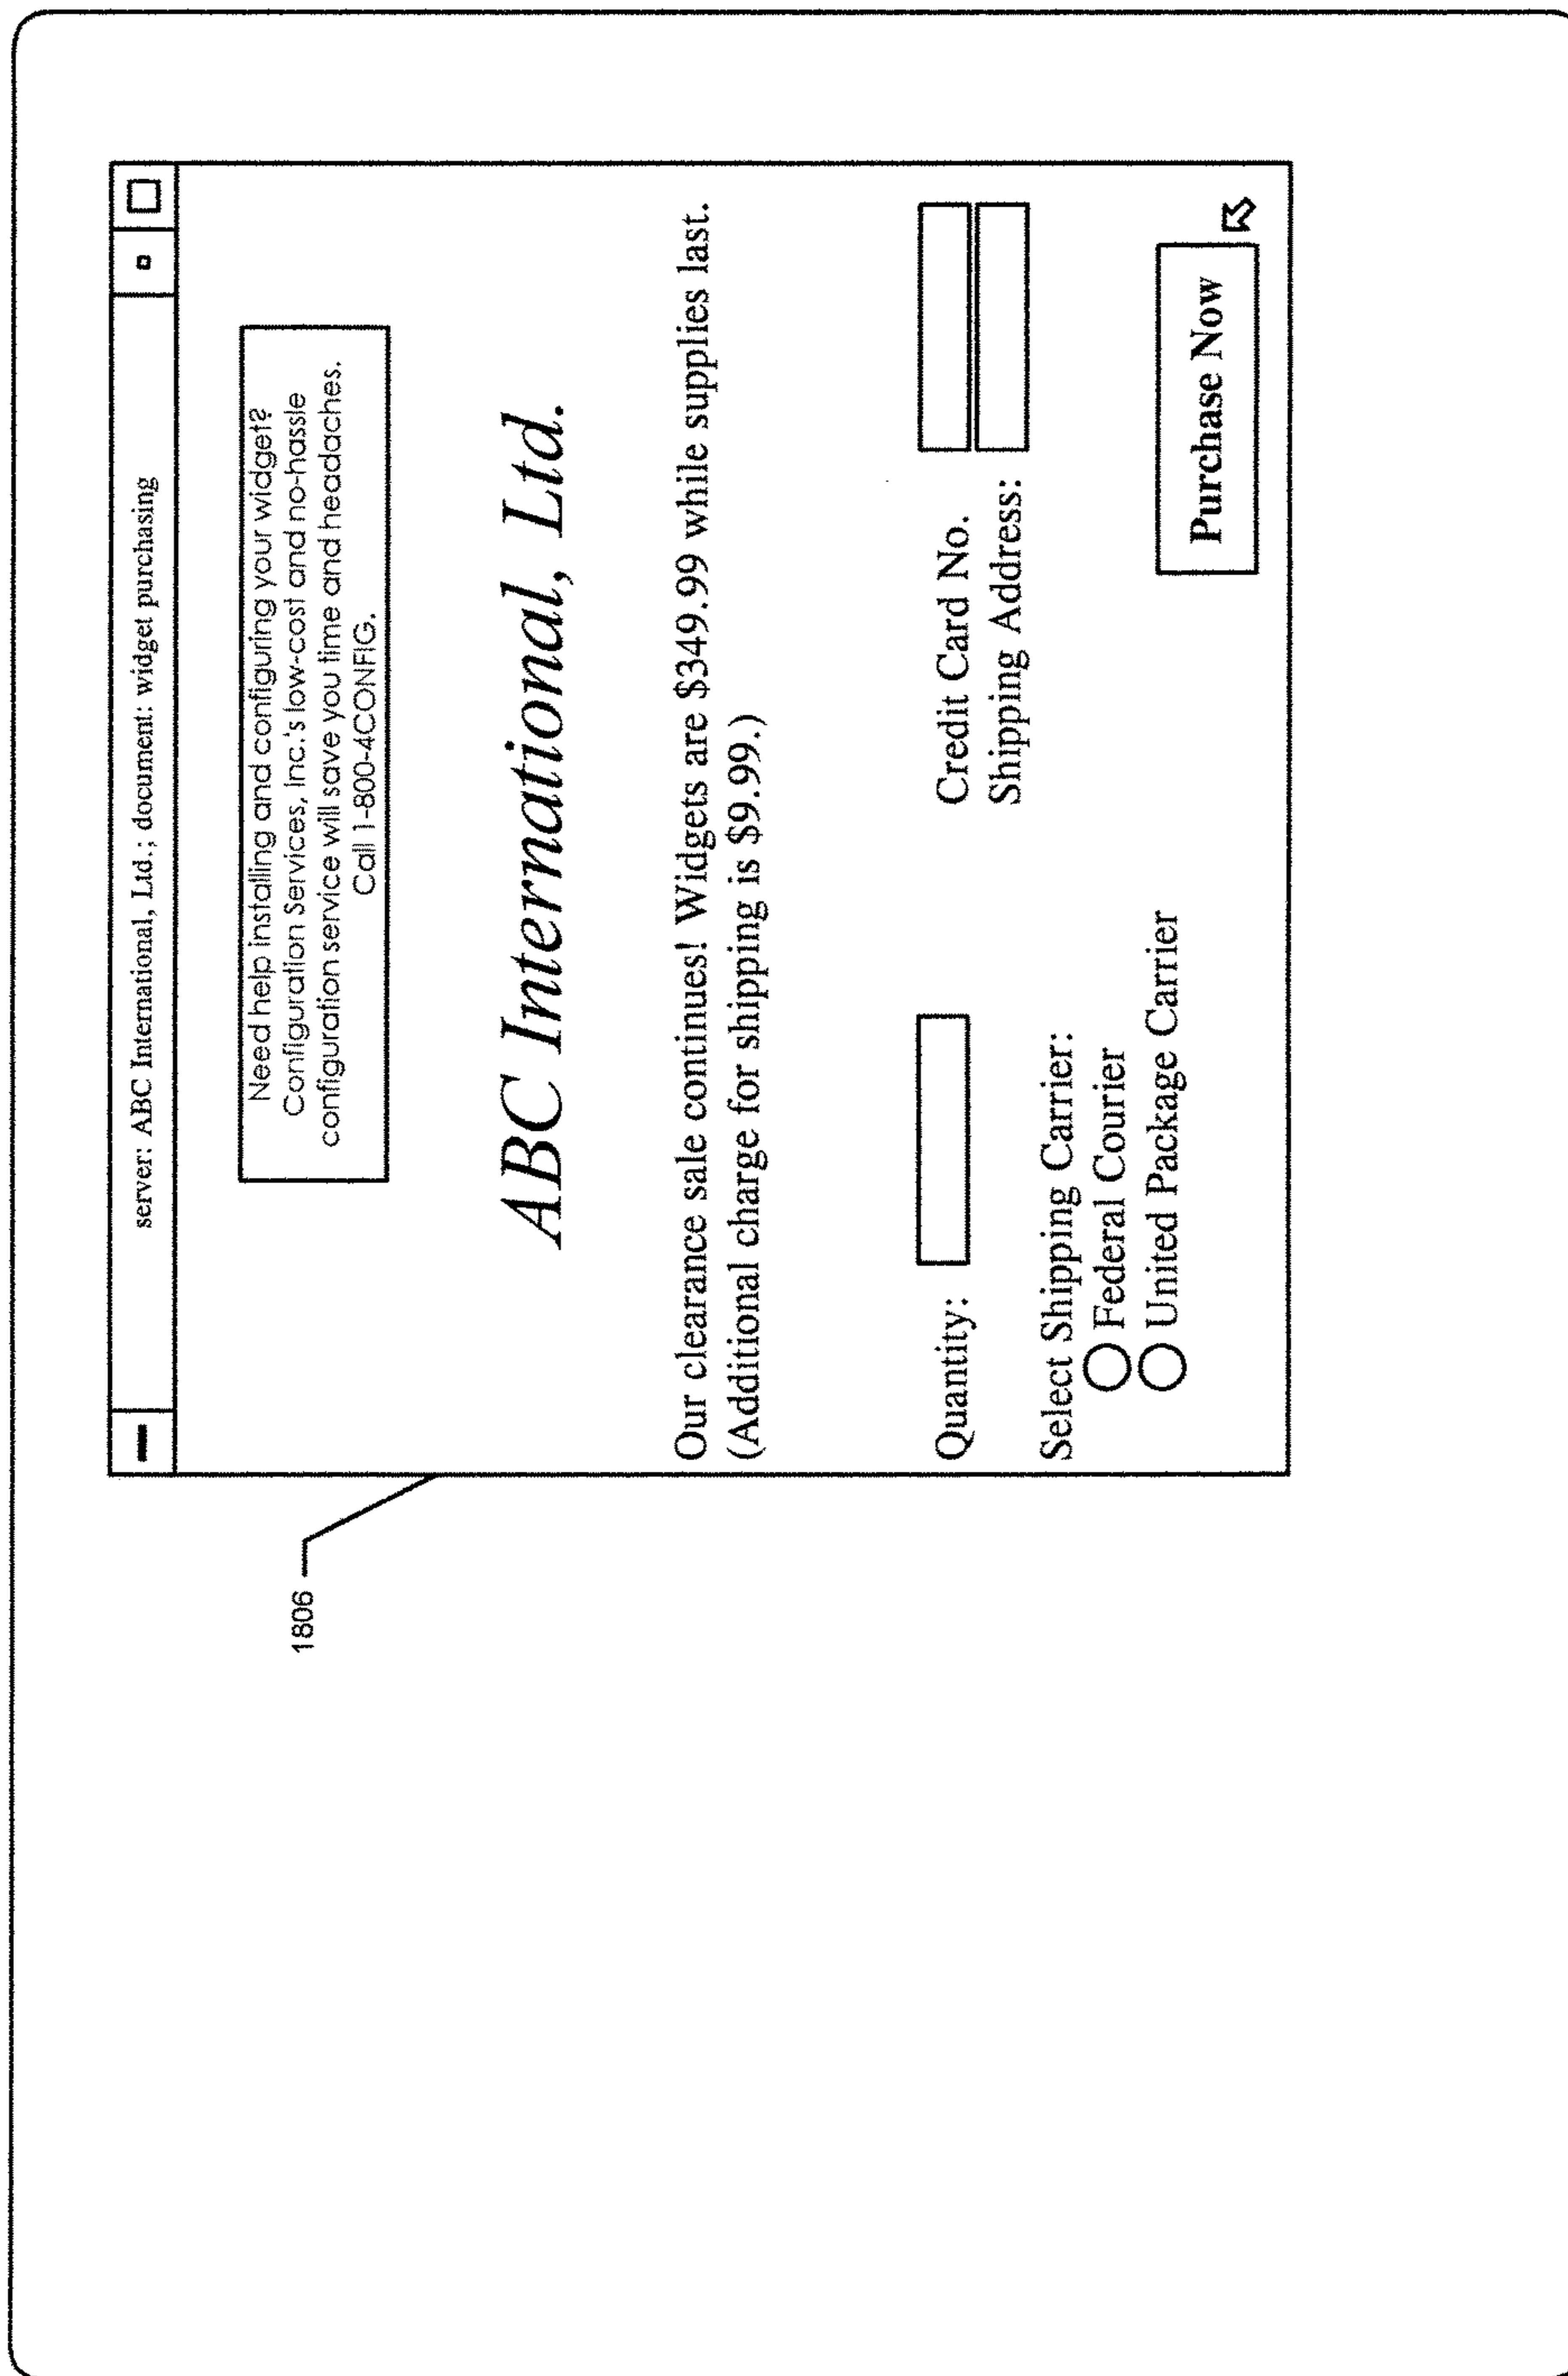 server: ABC International, Ltd.; document: widget purchasing
Need help installing and configuring your widget?
Configuration Services, Inc.'s low-cost and no-hassle
configuration service will save you time and headaches.
Call 1-800-4CONFIG.
ABC International, Ltd.
Our clearance sale continues! Widgets are $349.99 while supplies last.
(Additional charge for shipping is $9.99.)
Quantity:
Credit Card No.
Shipping Address:
Select Shipping Carrier:
Federal Courier
United Package Carrier
Purchase Now
1806